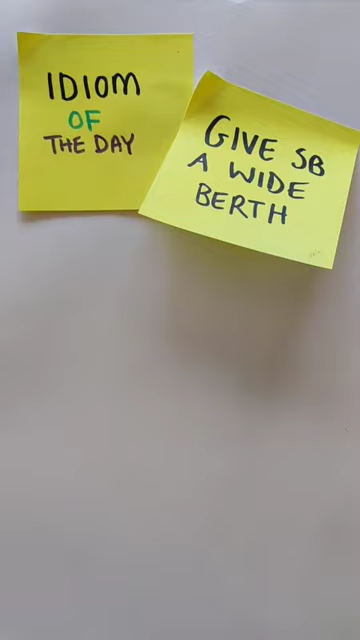 IDIOM
OF
THE DAY
GIVE SB
A WIDE
BERTH